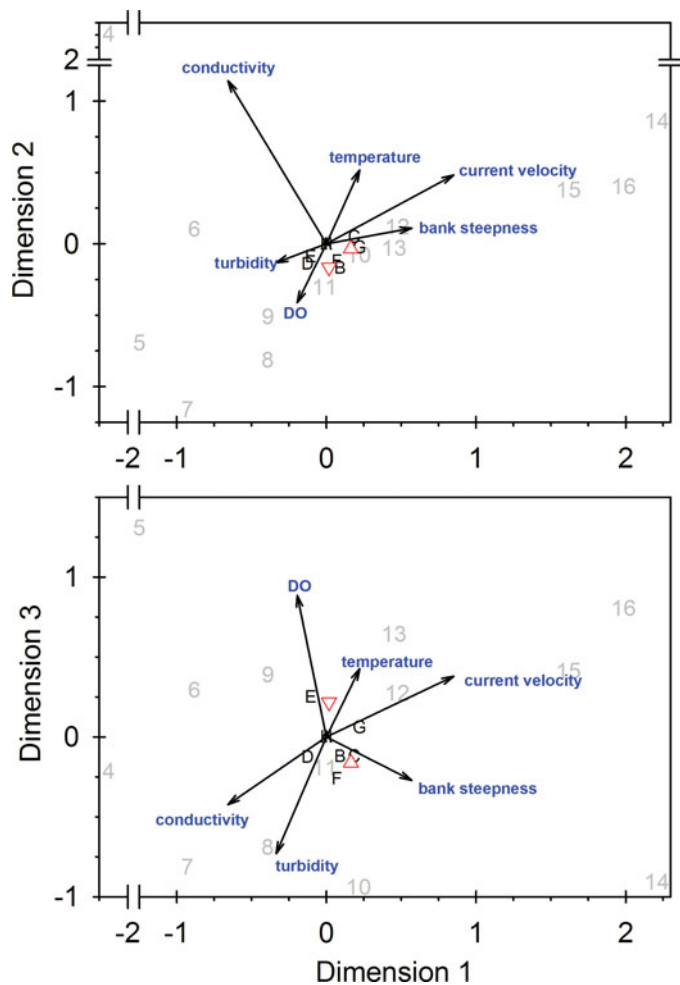 4
2
conductivity
1
14
temperature
current velocity
15
16
6
12
C
bank steepness
Dimension 2
0
A
13
G
E
10
F
turbidity
D
B
11
DO
9
5
8
-1
7
-2
-1
0
1
2
5
DO
1
16
13
temperature
15
9
current velocity
6
E
12
G
Dimension 3
0
A
D
B
C
4
11
F
bank steepness
conductivity
8
7
turbidity
10
14
-1
-2
-1
0
1
2
Dimension 1